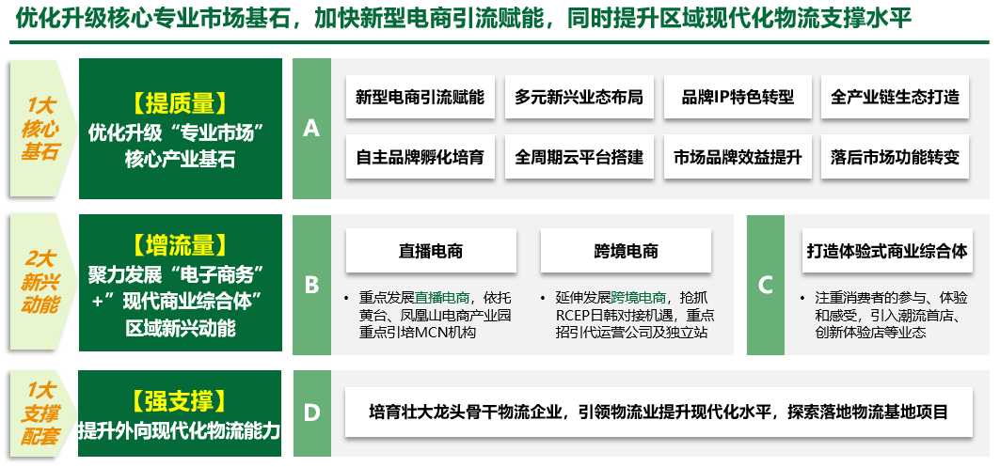 优化升级核心专业市场基石，加快新型电商引流赋能，同时提升区域现代化物流支撑水平
1大
核心
基石
【提质量】
优化升级“专业市场”
核心产业基石
A
新型电商引流赋能
多元新兴业态布局
品牌IP特色转型
全产业链生态打造
自主品牌孵化培育
全周期云平台搭建
市场品牌效益提升
落后市场功能转变
2大
新兴
动能
【增流量】
聚力发展“电子商务”
+”现代商业综合体”
区域新兴动能
B
直播电商
• 重点发展直播电商，依托
黄台、凤凰山电商产业园
重点引培MCN机构
跨境电商
• 延伸发展跨境电商，抢抓
RCEP日韩对接机遇，重点
招引代运营公司及独立站
C
打造体验式商业综合体
• 注重消费者的参与、体验
和感受，引入潮流首店、
创新体验店等业态
1大
支撑
配套
【强支撑】
提升外向现代化物流能力
D
培育壮大龙头骨干物流企业，引领物流业提升现代化水平，探索落地物流基地项目